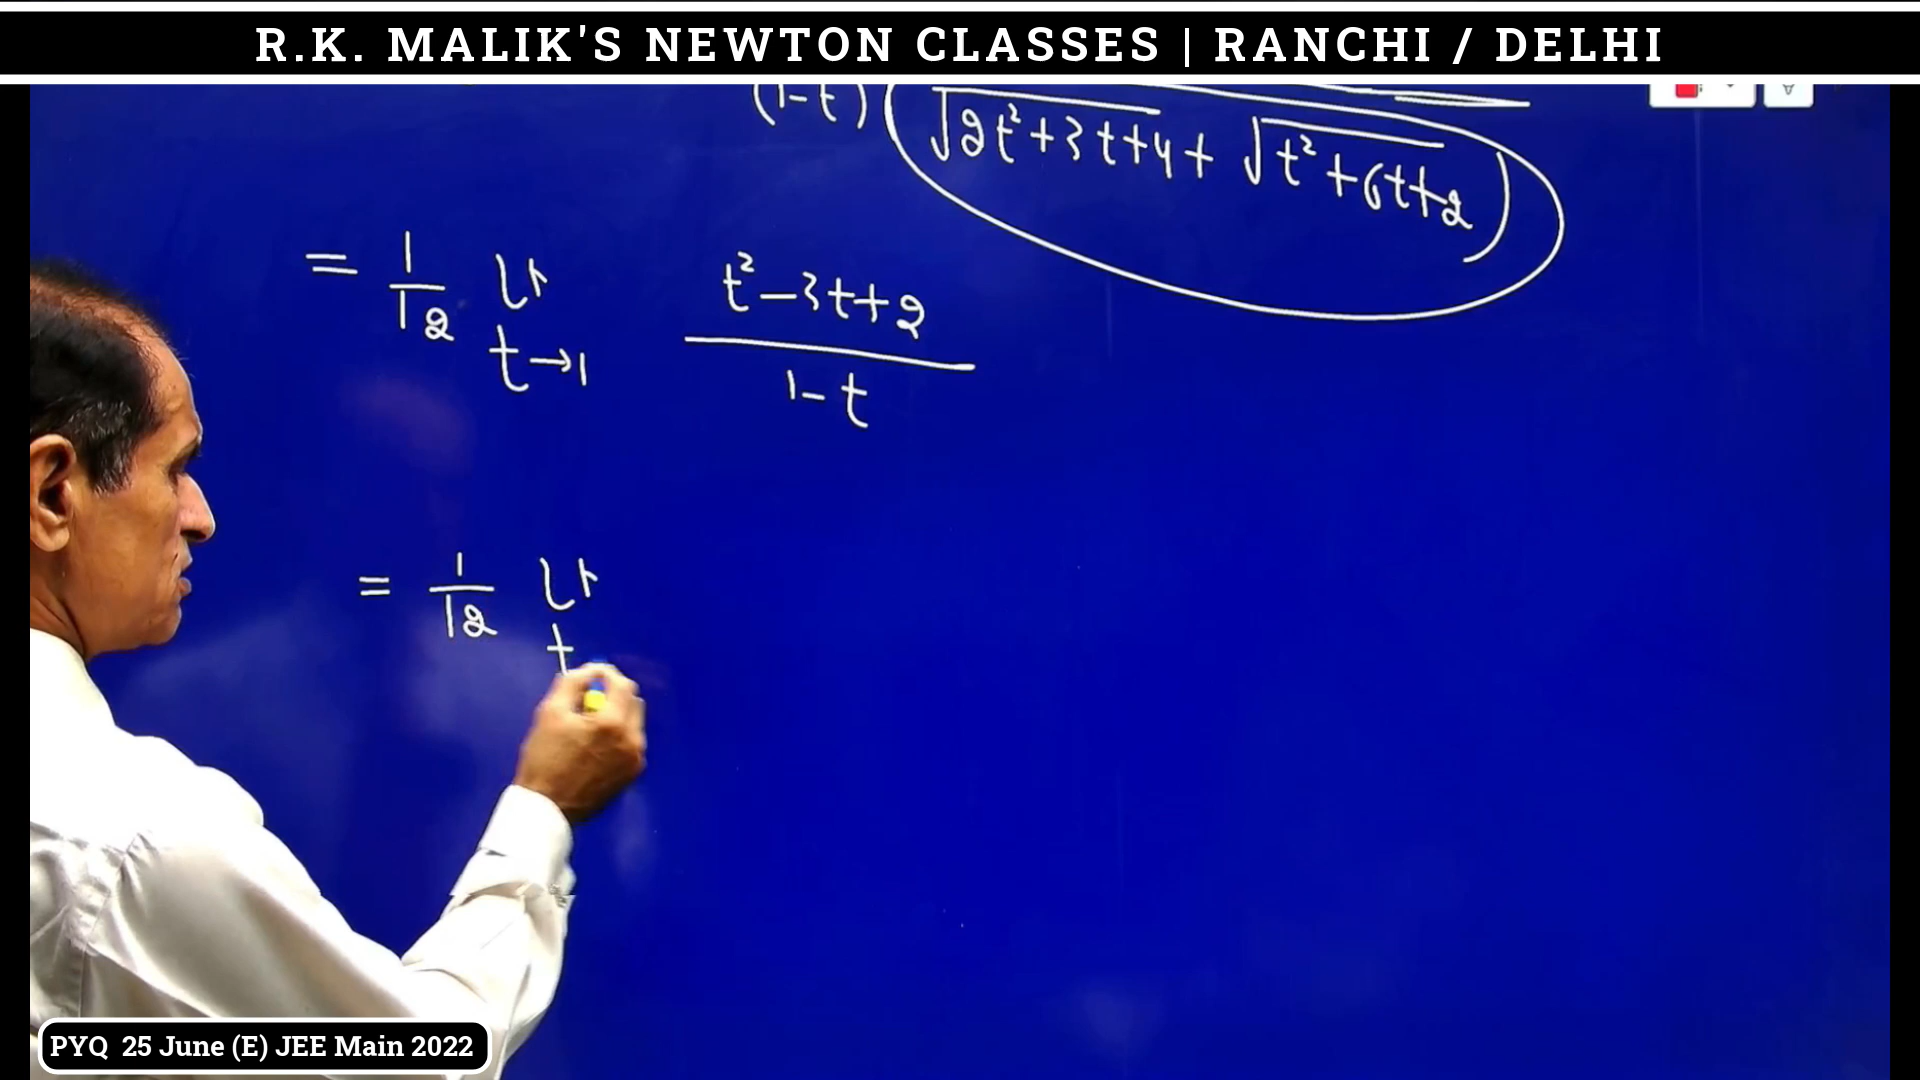 R.K. MALIK'S NEWTON CLASSES | RANCHI / DELHI
(1-t) (√2t²+3t+4 + √t²+6t+2)
= 1/12 Lt t→1 t²-3t+2 / 1-t
= 1/12 Lt t
PYQ 25 June (E) JEE Main 2022